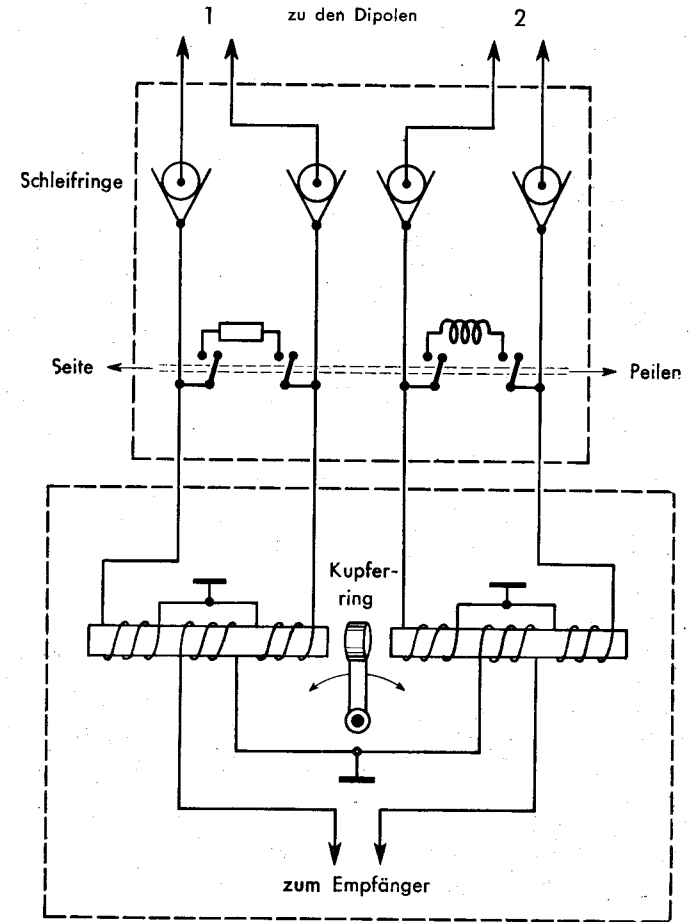 1 zu den Dipolen 2
Schleifringe
Seite
Peilen
Kupfer-
ring
zum Empfänger